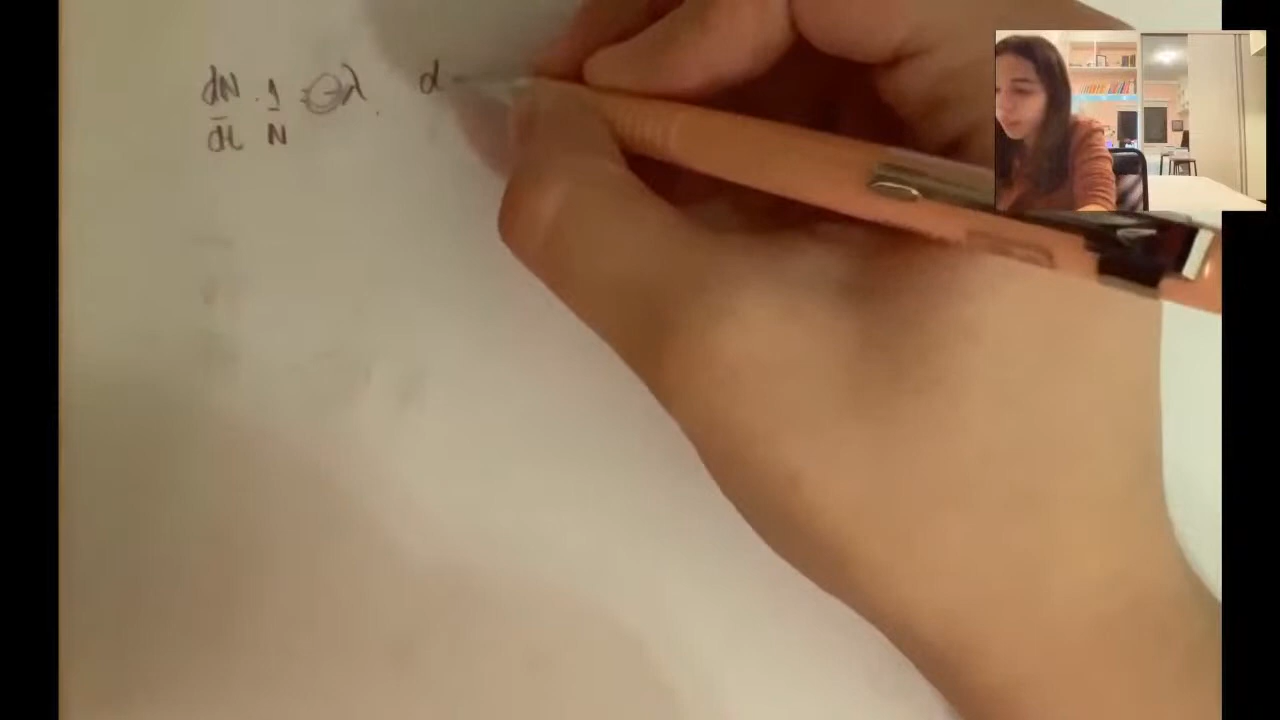 dN/dt · 1/N = -λ. d